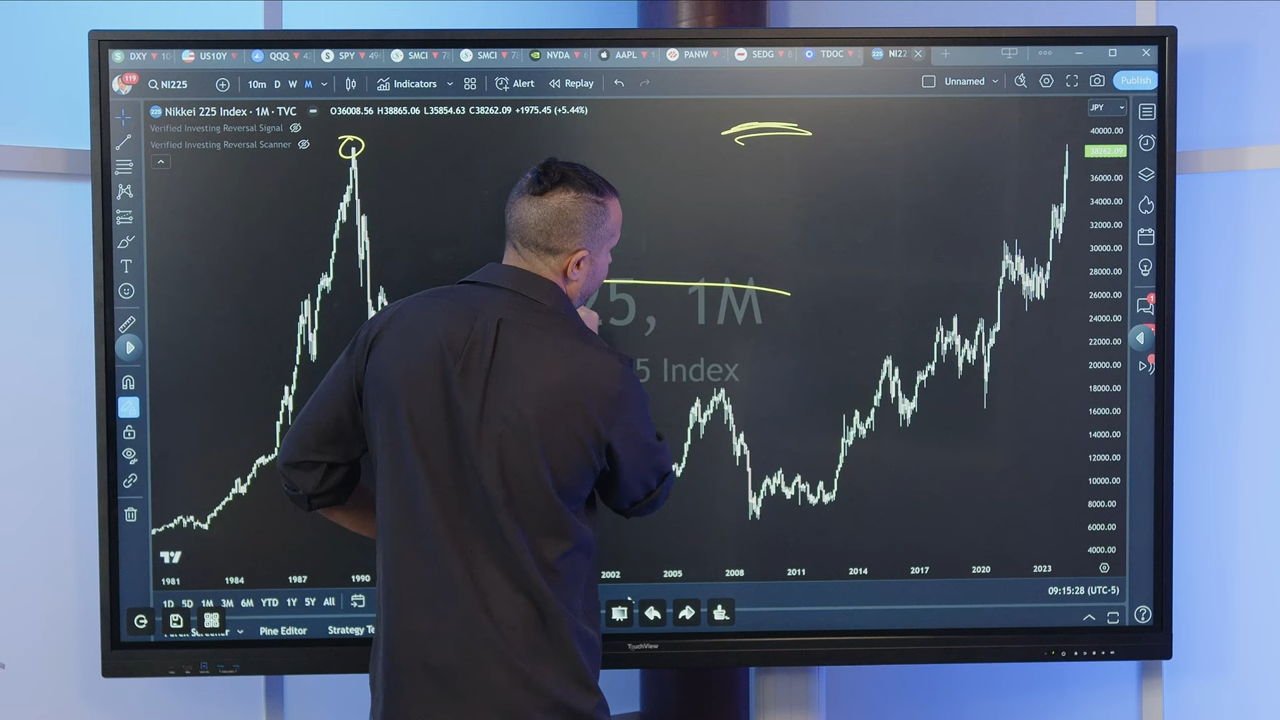 DXY QQQ SPY SMCI SMCI NVDA AAPL PANW SEDG TDOC NI22
US10Y
119 NI225 10m D W M Indicators Alert Replay Unnamed Publish
Nikkei 225 Index · 1M · TVC O36008.56 H38865.06 L35854.63 C38262.09 +1975.45 (+5.44%) JPY
Verified Investing Reversal Signal
Verified Investing Reversal Scanner
40000.00
38262.09
36000.00
34000.00
32000.00
30000.00
28000.00
26000.00
24000.00
22000.00
20000.00
18000.00
16000.00
14000.00
12000.00
10000.00
8000.00
6000.00
4000.00
25, 1M
5 Index
1981 1984 1987 1990 2002 2005 2008 2011 2014 2017 2020 2023
1D 5D 1M 3M 6M YTD 1Y 5Y All 09:15:28 (UTC-5)
Pine Editor Strategy Te
TouchView